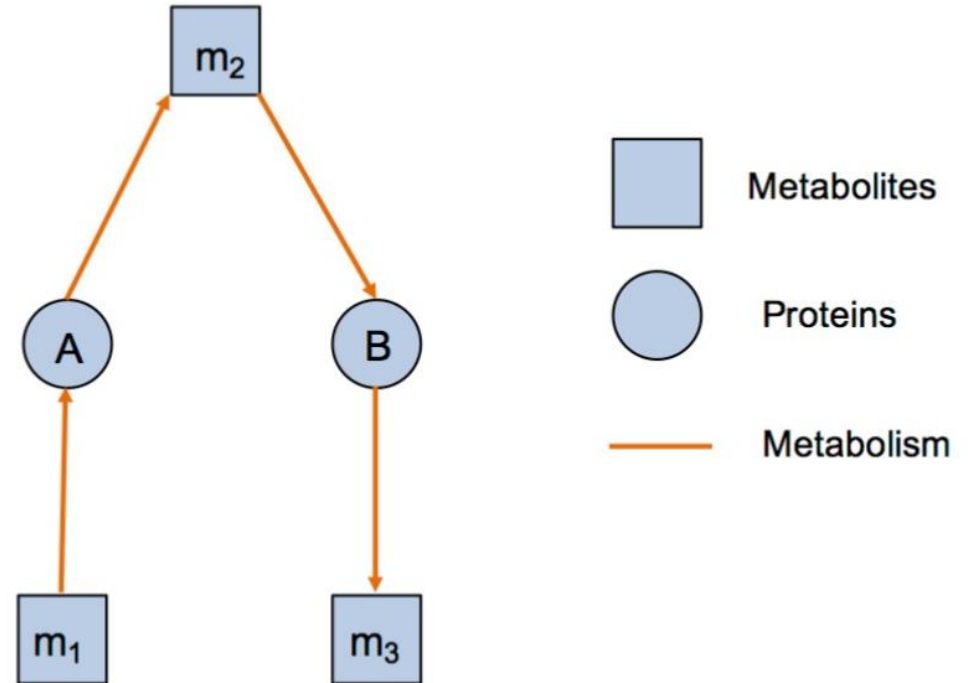 m₂
Metabolites
A
B
Proteins
Metabolism
m₁
m₃